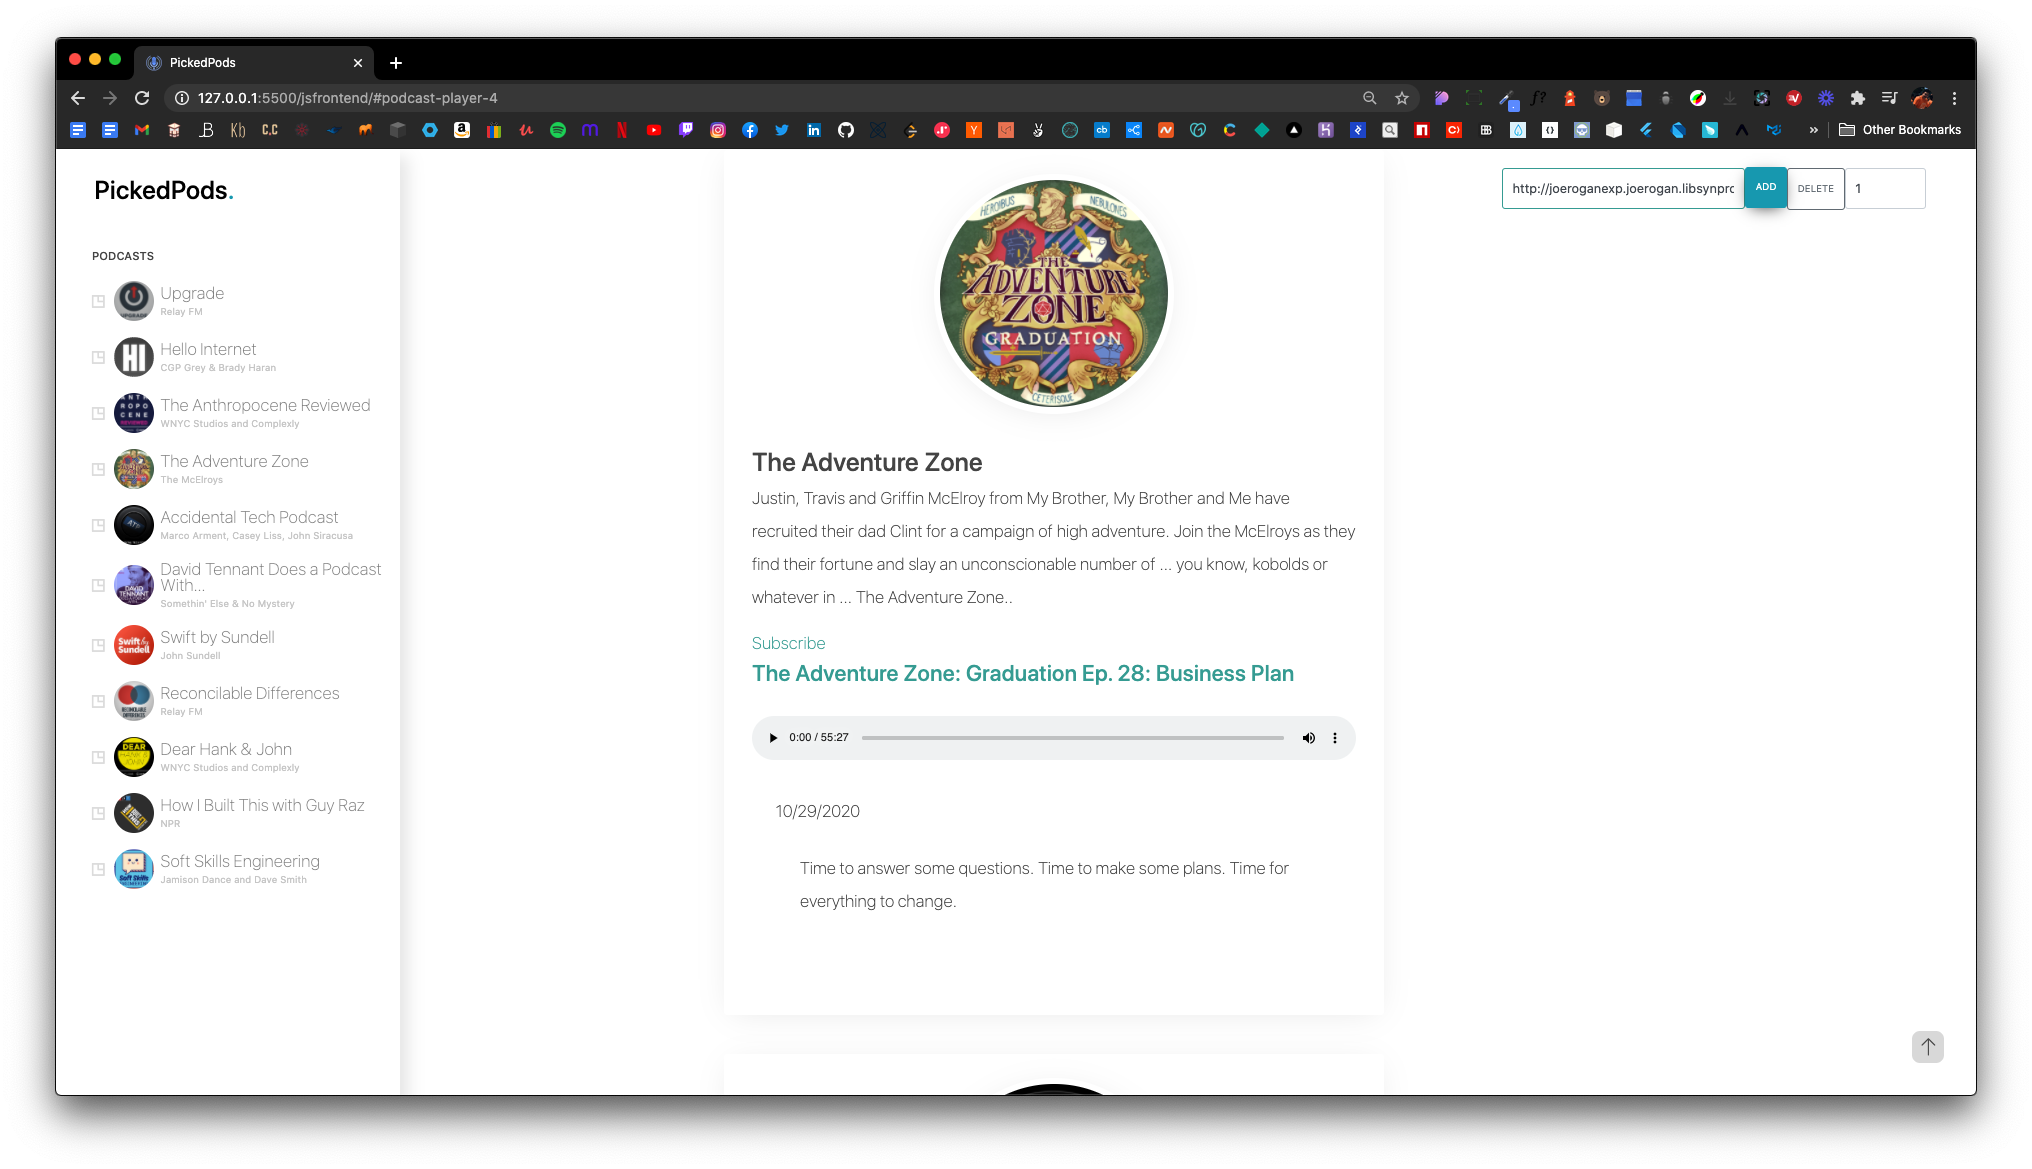 PickedPods
127.0.0.1:5500/jsfrontend/#podcast-player-4
Other Bookmarks
PickedPods.
http://joeroganexp.joerogan.libsynpro
ADD
DELETE
1
PODCASTS
Upgrade
Relay FM
Hello Internet
CGP Grey & Brady Haran
The Anthropocene Reviewed
WNYC Studios and Complexly
The Adventure Zone
The McElroys
Accidental Tech Podcast
Marco Arment, Casey Liss, John Siracusa
David Tennant Does a Podcast
With...
Somethin' Else & No Mystery
Swift by Sundell
John Sundell
Reconcilable Differences
Relay FM
Dear Hank & John
WNYC Studios and Complexly
How I Built This with Guy Raz
NPR
Soft Skills Engineering
Jamison Dance and Dave Smith
HEROIBUS
NEBULONES
THE
ADVENTURE
ZONE
GRADUATION
CETERISQUE
The Adventure Zone
Justin, Travis and Griffin McElroy from My Brother, My Brother and Me have
recruited their dad Clint for a campaign of high adventure. Join the McElroys as they
find their fortune and slay an unconscionable number of ... you know, kobolds or
whatever in ... The Adventure Zone..
Subscribe
The Adventure Zone: Graduation Ep. 28: Business Plan
0:00 / 55:27
10/29/2020
Time to answer some questions. Time to make some plans. Time for
everything to change.